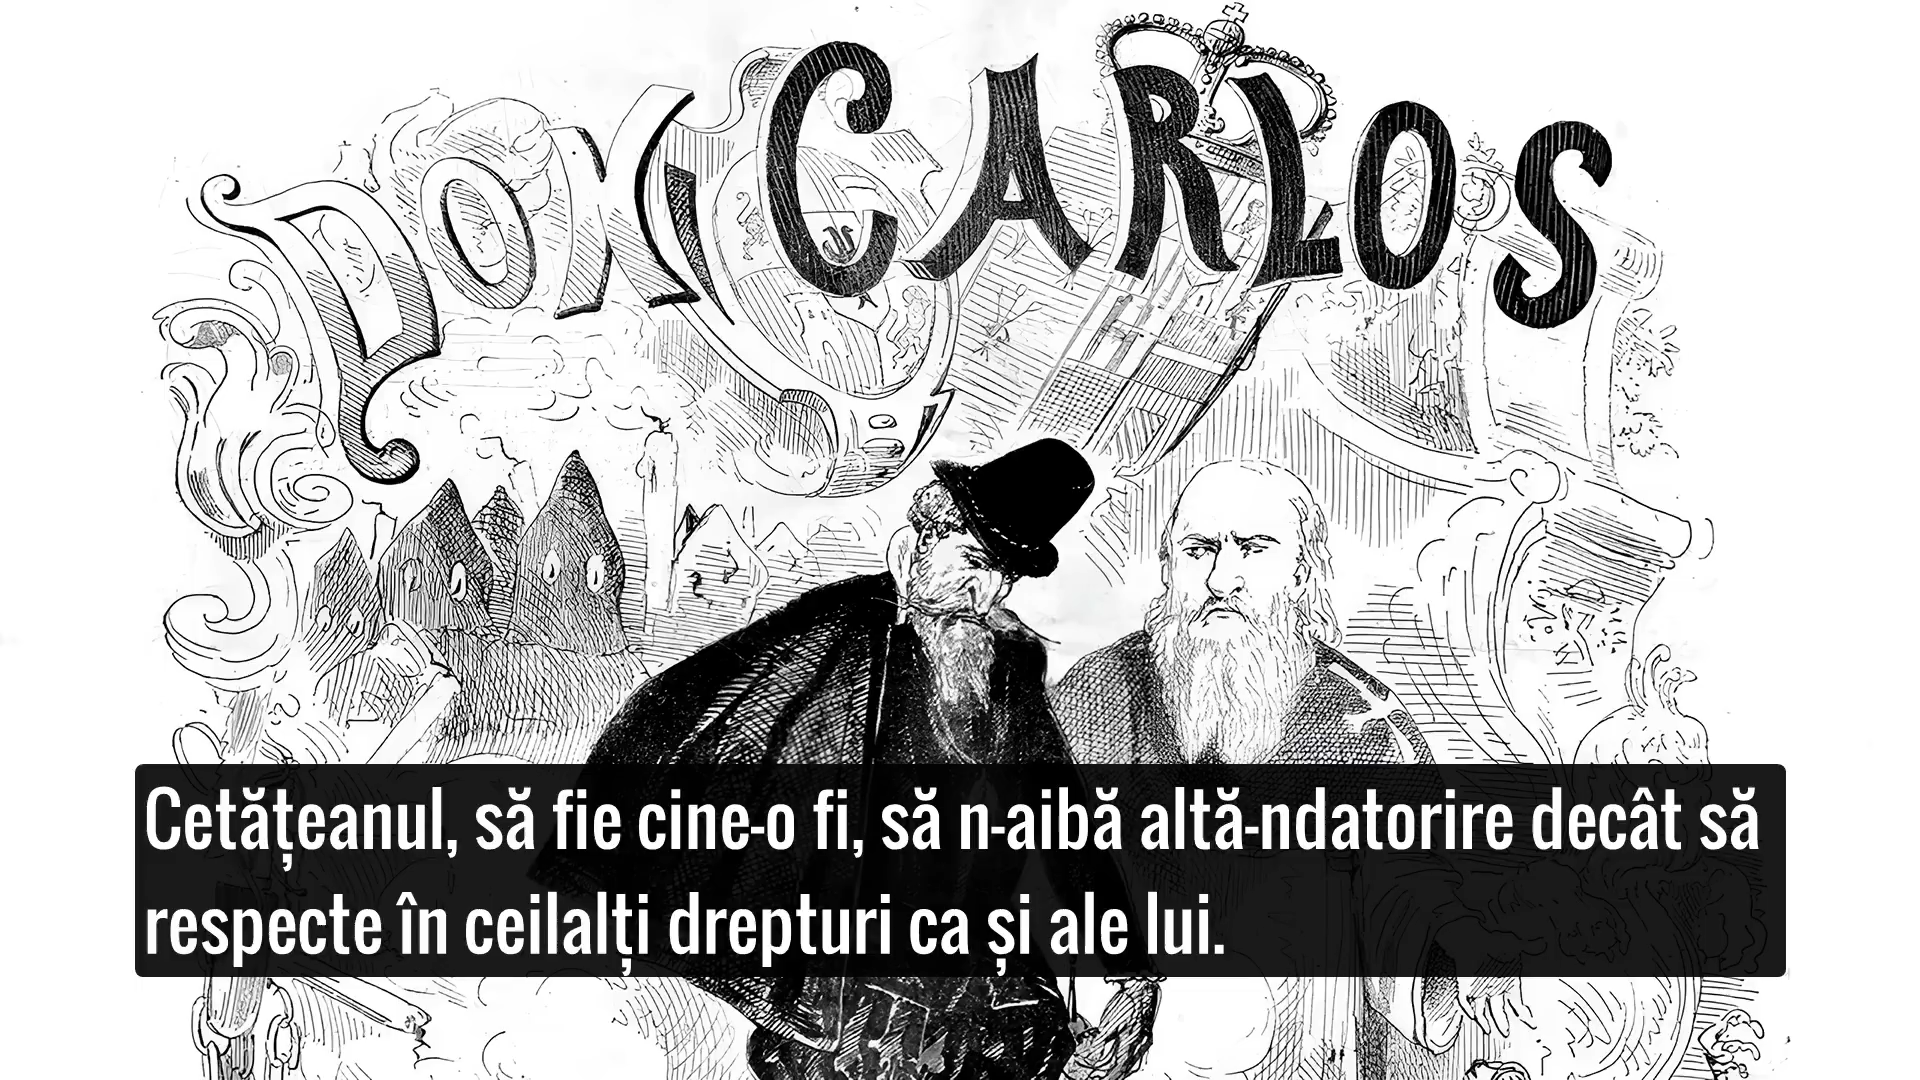 DON CARLOS
Cetățeanul, să fie cine-o fi, să n-aibă altă-ndatorire decât să
respecte în ceilalți drepturi ca și ale lui.